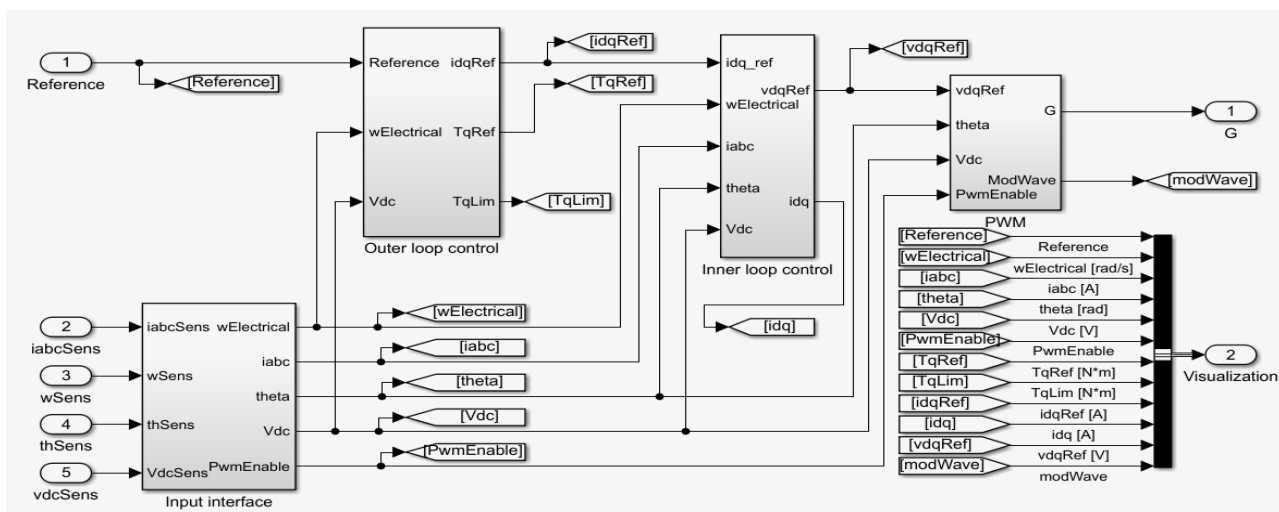 1
Reference
[Reference]
Reference
wElectrical
Vdc
idqRef
TqRef
TqLim
Outer loop control
[idqRef]
[TqRef]
[TqLim]
idq_ref
wElectrical
iabc
theta
Vdc
vdqRef
idq
Inner loop control
[vdqRef]
[idq]
vdqRef
theta
Vdc
PwmEnable
G
ModWave
PWM
1
G
[modWave]
2
iabcSens
3
wSens
4
thSens
5
vdcSens
iabcSens
wSens
thSens
VdcSens
wElectrical
iabc
theta
Vdc
PwmEnable
Input interface
[wElectrical]
[iabc]
[theta]
[Vdc]
[PwmEnable]
[Reference]
Reference
[wElectrical]
wElectrical [rad/s]
[iabc]
iabc [A]
[theta]
theta [rad]
[Vdc]
Vdc [V]
[PwmEnable]
PwmEnable
[TqRef]
TqRef [N*m]
[TqLim]
TqLim [N*m]
[idqRef]
idqRef [A]
[idq]
idq [A]
[vdqRef]
vdqRef [V]
[modWave]
modWave
2
Visualization